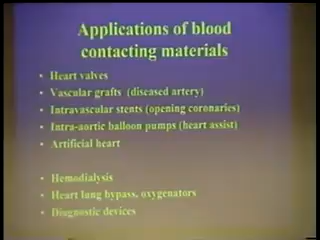 Applications of blood
contacting materials
• Heart valves
• Vascular grafts (diseased artery)
• Intravascular stents (opening coronaries)
• Intra-aortic balloon pumps (heart assist)
• Artificial heart
• Hemodialysis
• Heart lung bypass, oxygenators
• Diagnostic devices